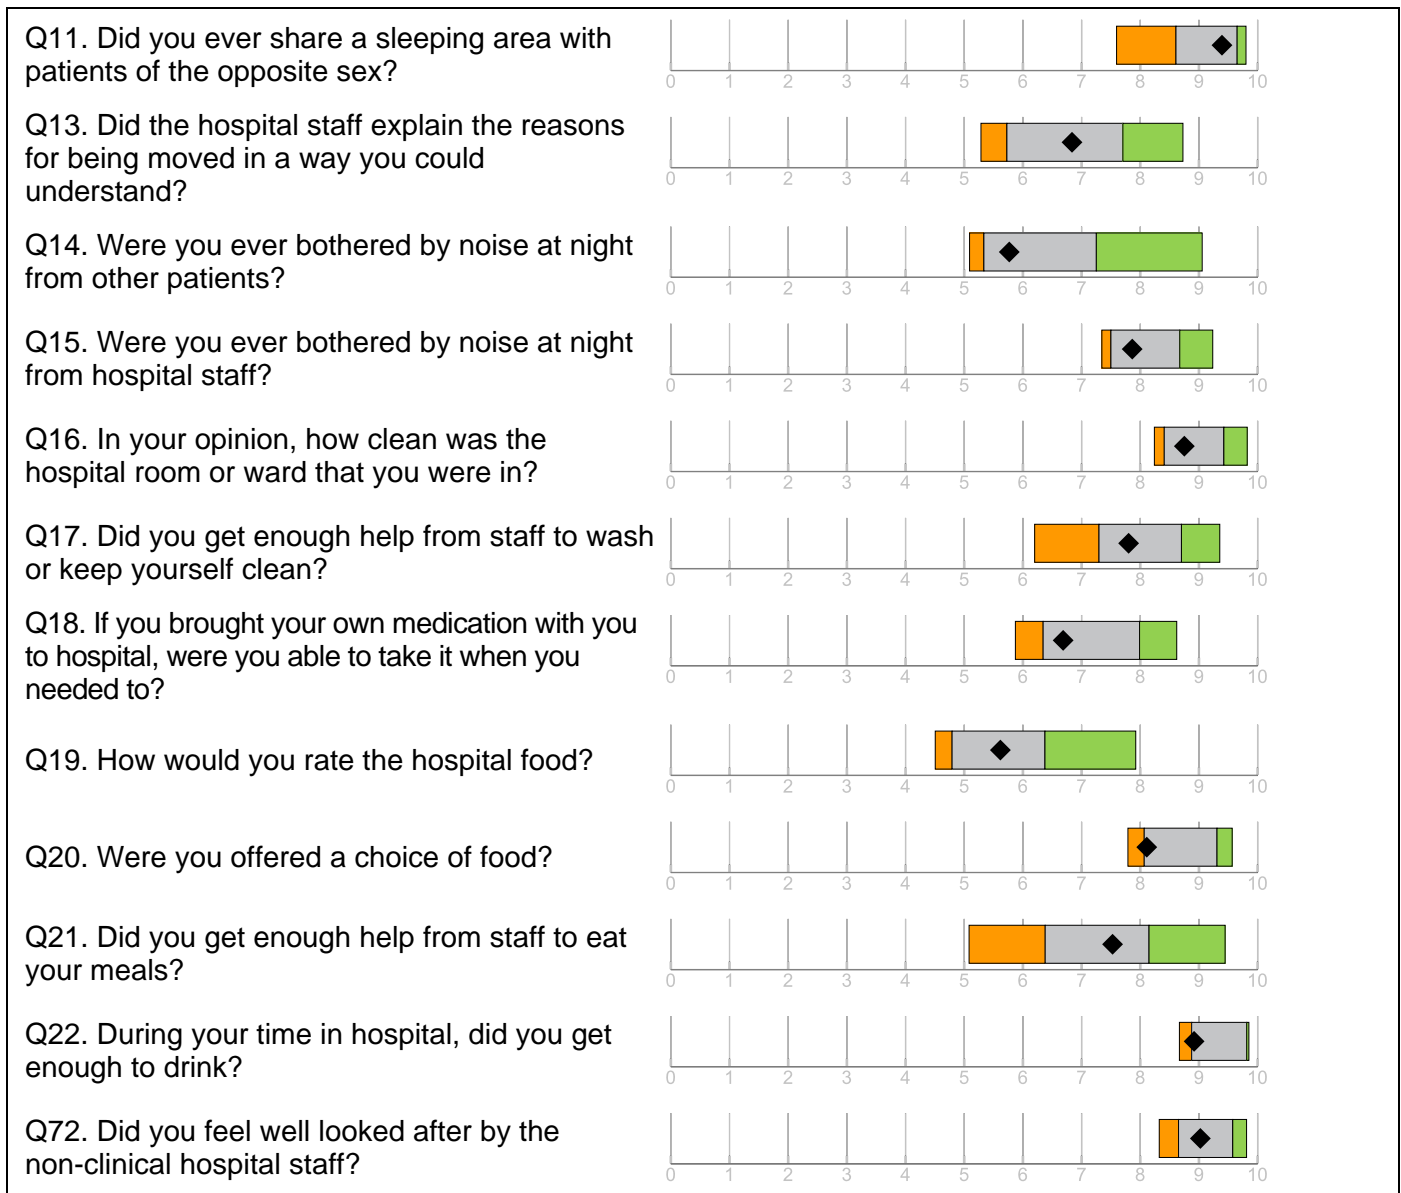 Q11. Did you ever share a sleeping area with
patients of the opposite sex?
0 1 2 3 4 5 6 7 8 9 10
Q13. Did the hospital staff explain the reasons
for being moved in a way you could
understand?
0 1 2 3 4 5 6 7 8 9 10
Q14. Were you ever bothered by noise at night
from other patients?
0 1 2 3 4 5 6 7 8 9 10
Q15. Were you ever bothered by noise at night
from hospital staff?
0 1 2 3 4 5 6 7 8 9 10
Q16. In your opinion, how clean was the
hospital room or ward that you were in?
0 1 2 3 4 5 6 7 8 9 10
Q17. Did you get enough help from staff to wash
or keep yourself clean?
0 1 2 3 4 5 6 7 8 9 10
Q18. If you brought your own medication with you
to hospital, were you able to take it when you
needed to?
0 1 2 3 4 5 6 7 8 9 10
Q19. How would you rate the hospital food?
0 1 2 3 4 5 6 7 8 9 10
Q20. Were you offered a choice of food?
0 1 2 3 4 5 6 7 8 9 10
Q21. Did you get enough help from staff to eat
your meals?
0 1 2 3 4 5 6 7 8 9 10
Q22. During your time in hospital, did you get
enough to drink?
0 1 2 3 4 5 6 7 8 9 10
Q72. Did you feel well looked after by the
non-clinical hospital staff?
0 1 2 3 4 5 6 7 8 9 10